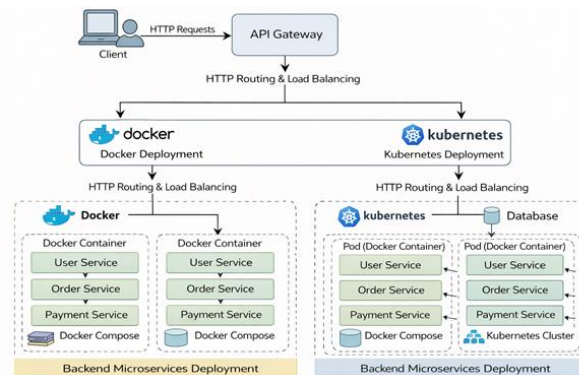 HTTP Requests
API Gateway
Client
HTTP Routing & Load Balancing
docker
kubernetes
Docker Deployment
Kubernetes Deployment
HTTP Routing & Load Balancing
HTTP Routing & Load Balancing
Docker
kubernetes
Database
Docker Container
Docker Container
User Service
User Service
Order Service
Order Service
Payment Service
Payment Service
Docker Compose
Docker Compose
Pod (Docker Container)
Pod (Docker Container)
User Service
User Service
Order Service
Order Service
Payment Service
Payment Service
Docker Compose
Kubernetes Cluster
Backend Microservices Deployment
Backend Microservices Deployment